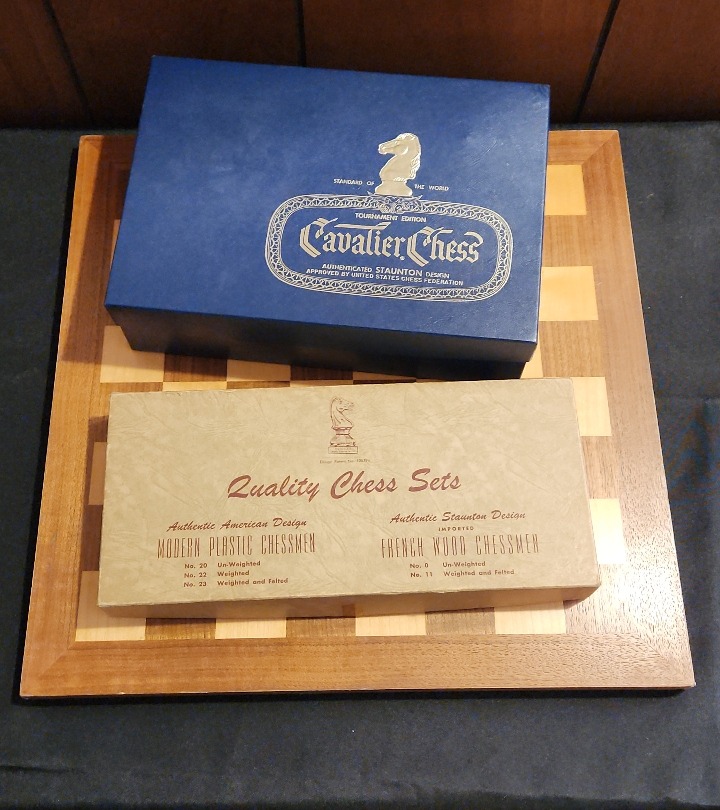 STANDARD OF THE WORLD
TOURNAMENT EDITION
Cavalier Chess
AUTHENTICATED STAUNTON DESIGN
APPROVED BY UNITED STATES CHESS FEDERATION
Quality Chess Sets
Authentic American Design
MODERN PLASTIC CHESSMEN
No. 20 Un-Weighted
No. 22 Weighted
No. 23 Weighted and Felted
Authentic Staunton Design
IMPORTED
FRENCH WOOD CHESSMEN
No. 0 Un-Weighted
No. 11 Weighted and Felted